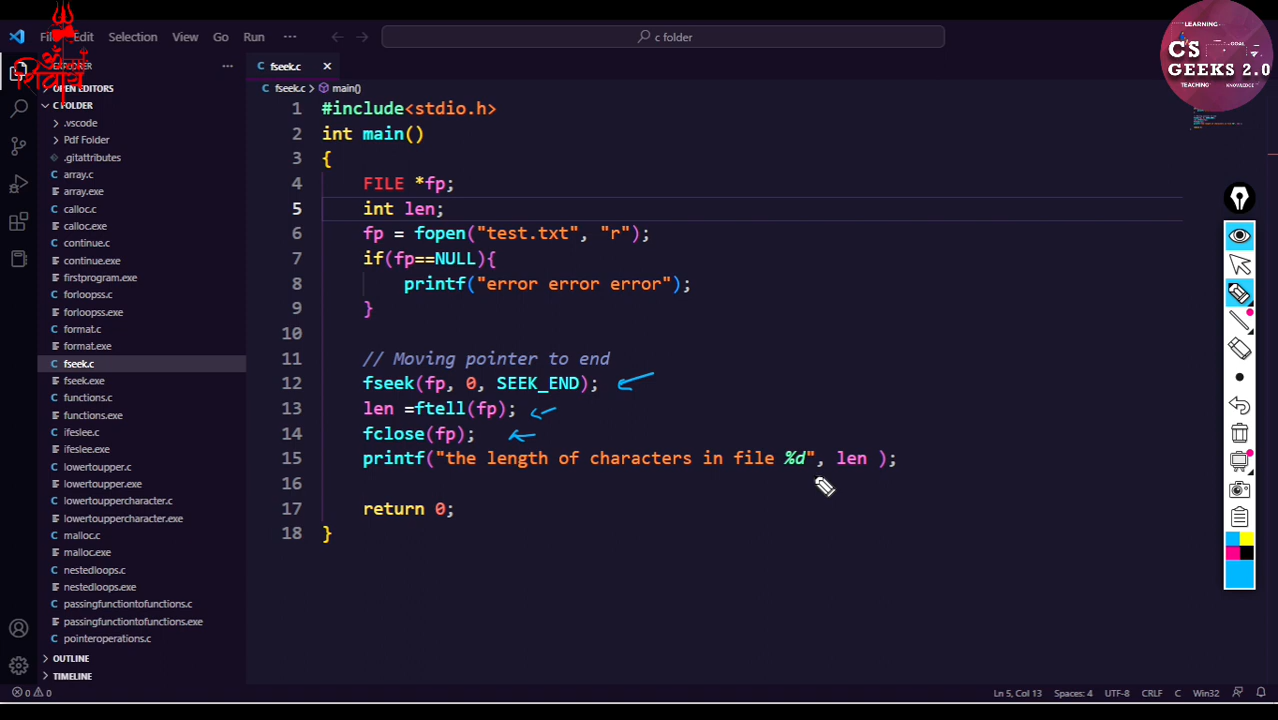 File Edit Selection View Go Run ··· c folder
शिवाय
LEARNING
GOAL
C'S
GEEKS 2.0
TEACHING KNOWLEDGE
EXPLORER ···
OPEN EDITORS
C FOLDER
.vscode
Pdf Folder
.gitattributes
array.c
array.exe
calloc.c
calloc.exe
continue.c
continue.exe
firstprogram.exe
forloopss.c
forloopss.exe
format.c
format.exe
fseek.c
fseek.exe
functions.c
functions.exe
ifeslee.c
ifeslee.exe
lowertoupper.c
lowertoupper.exe
lowertouppercharacter.c
lowertouppercharacter.exe
malloc.c
malloc.exe
nestedloops.c
nestedloops.exe
passingfunctiontofunctions.c
passingfunctiontofunctions.exe
pointeroperations.c
OUTLINE
TIMELINE
C fseek.c ×
C fseek.c > main()
1 #include<stdio.h>
2 int main()
3 {
4 FILE *fp;
5 int len;
6 fp = fopen("test.txt", "r");
7 if(fp==NULL){
8 printf("error error error");
9 }
10
11 // Moving pointer to end
12 fseek(fp, 0, SEEK_END);
13 len =ftell(fp);
14 fclose(fp);
15 printf("the length of characters in file %d", len );
16
17 return 0;
18 }
0 0 Ln 5, Col 13 Spaces: 4 UTF-8 CRLF C Win32